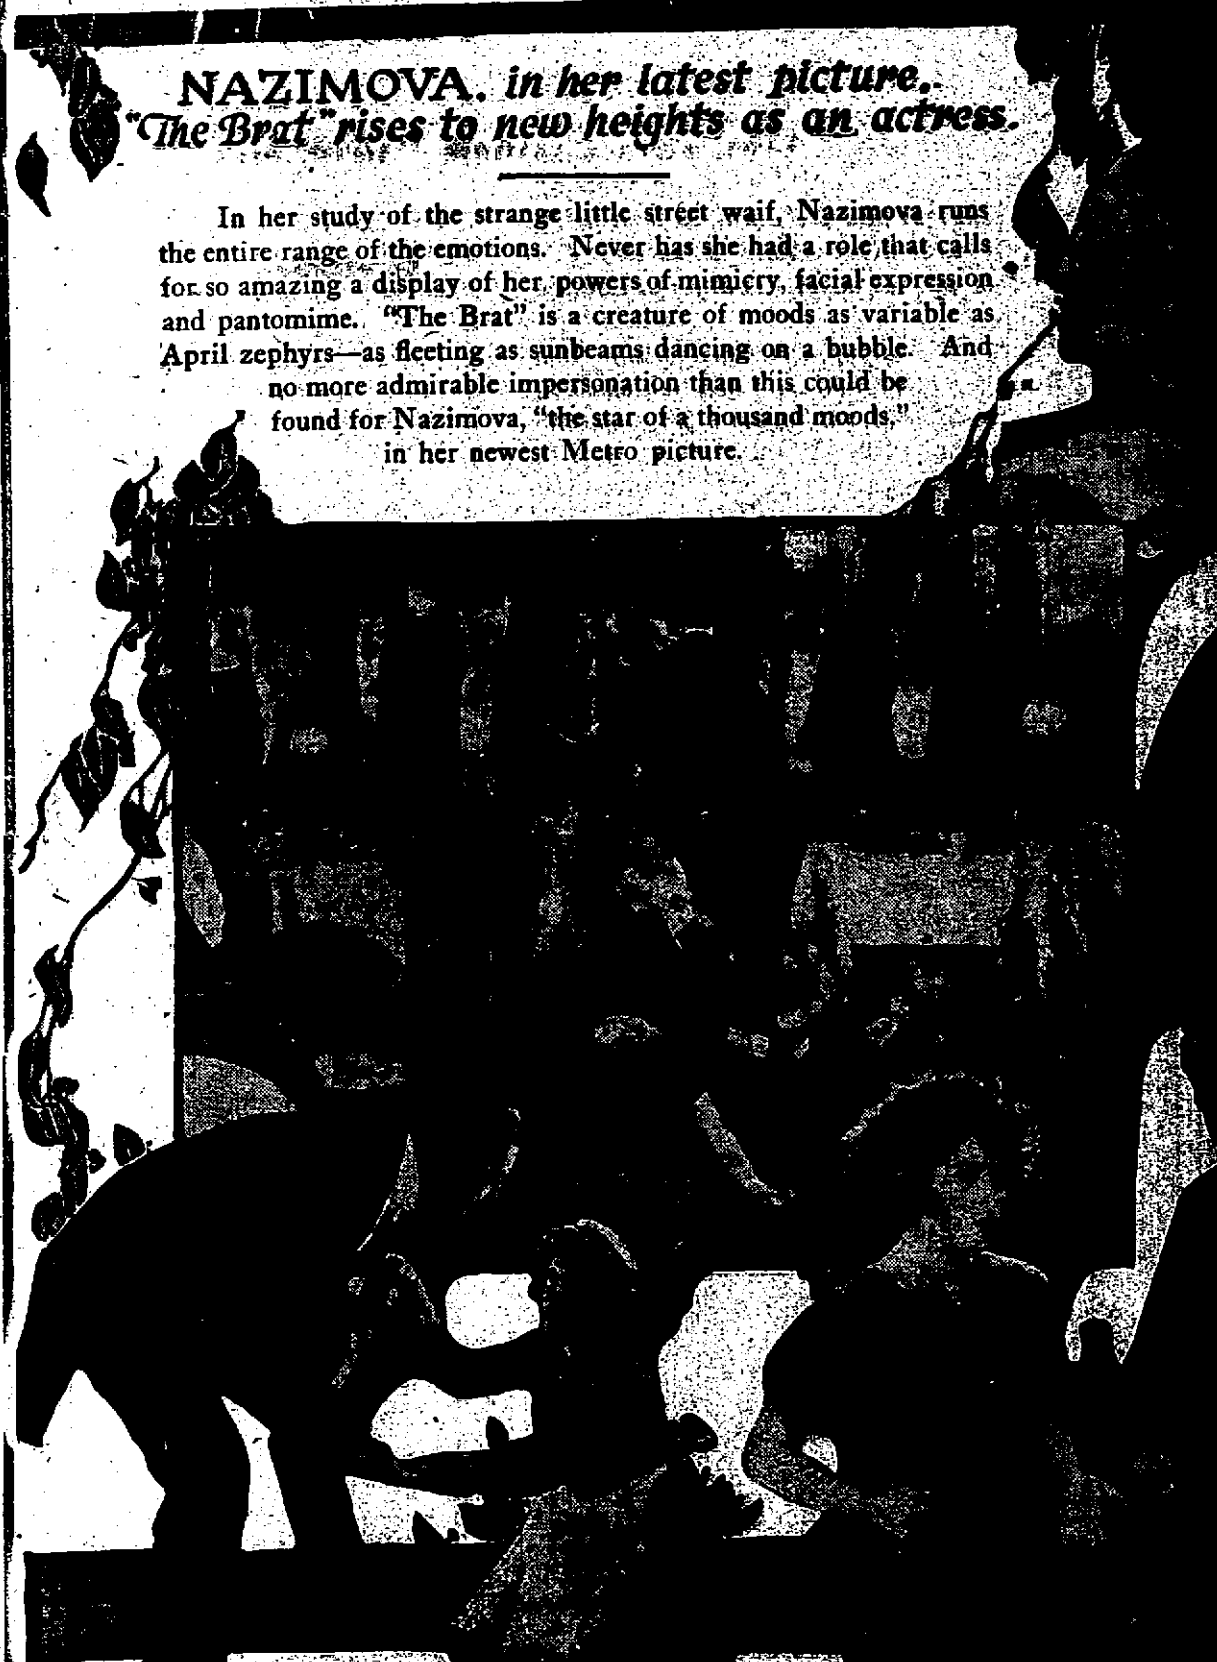 NAZIMOVA. in her latest picture.
"The Brat" rises to new heights as an actress.
In her study of the strange little street waif, Nazimova runs
the entire range of the emotions. Never has she had a role that calls
for so amazing a display of her powers of mimicry, facial expression
and pantomime. "The Brat" is a creature of moods as variable as
April zephyrs—as fleeting as sunbeams dancing on a bubble. And
no more admirable impersonation than this could be
found for Nazimova, "the star of a thousand moods,"
in her newest Metro picture.